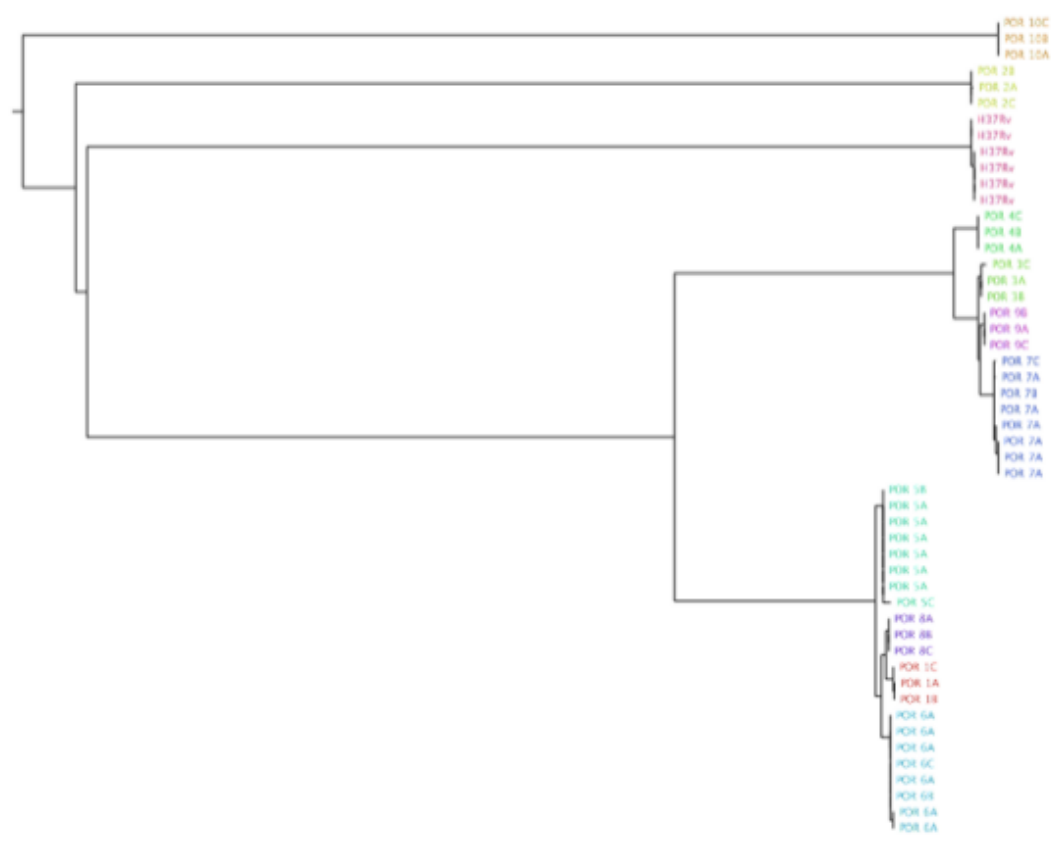 POR 10C
POR 10B
POR 10A
POR 2B
POR 2A
POR 2C
H37Rv
H37Rv
H37Rv
H37Rv
H37Rv
H37Rv
POR 4C
POR 4B
POR 4A
POR 3C
POR 3A
POR 3B
POR 9B
POR 9A
POR 9C
POR 7C
POR 7A
POR 7B
POR 7A
POR 7A
POR 7A
POR 7A
POR 7A
POR 5B
POR 5A
POR 5A
POR 5A
POR 5A
POR 5A
POR 5A
POR 5C
POR 8A
POR 8B
POR 8C
POR 1C
POR 1A
POR 1B
POR 6A
POR 6A
POR 6A
POR 6C
POR 6A
POR 6B
POR 6A
POR 6A